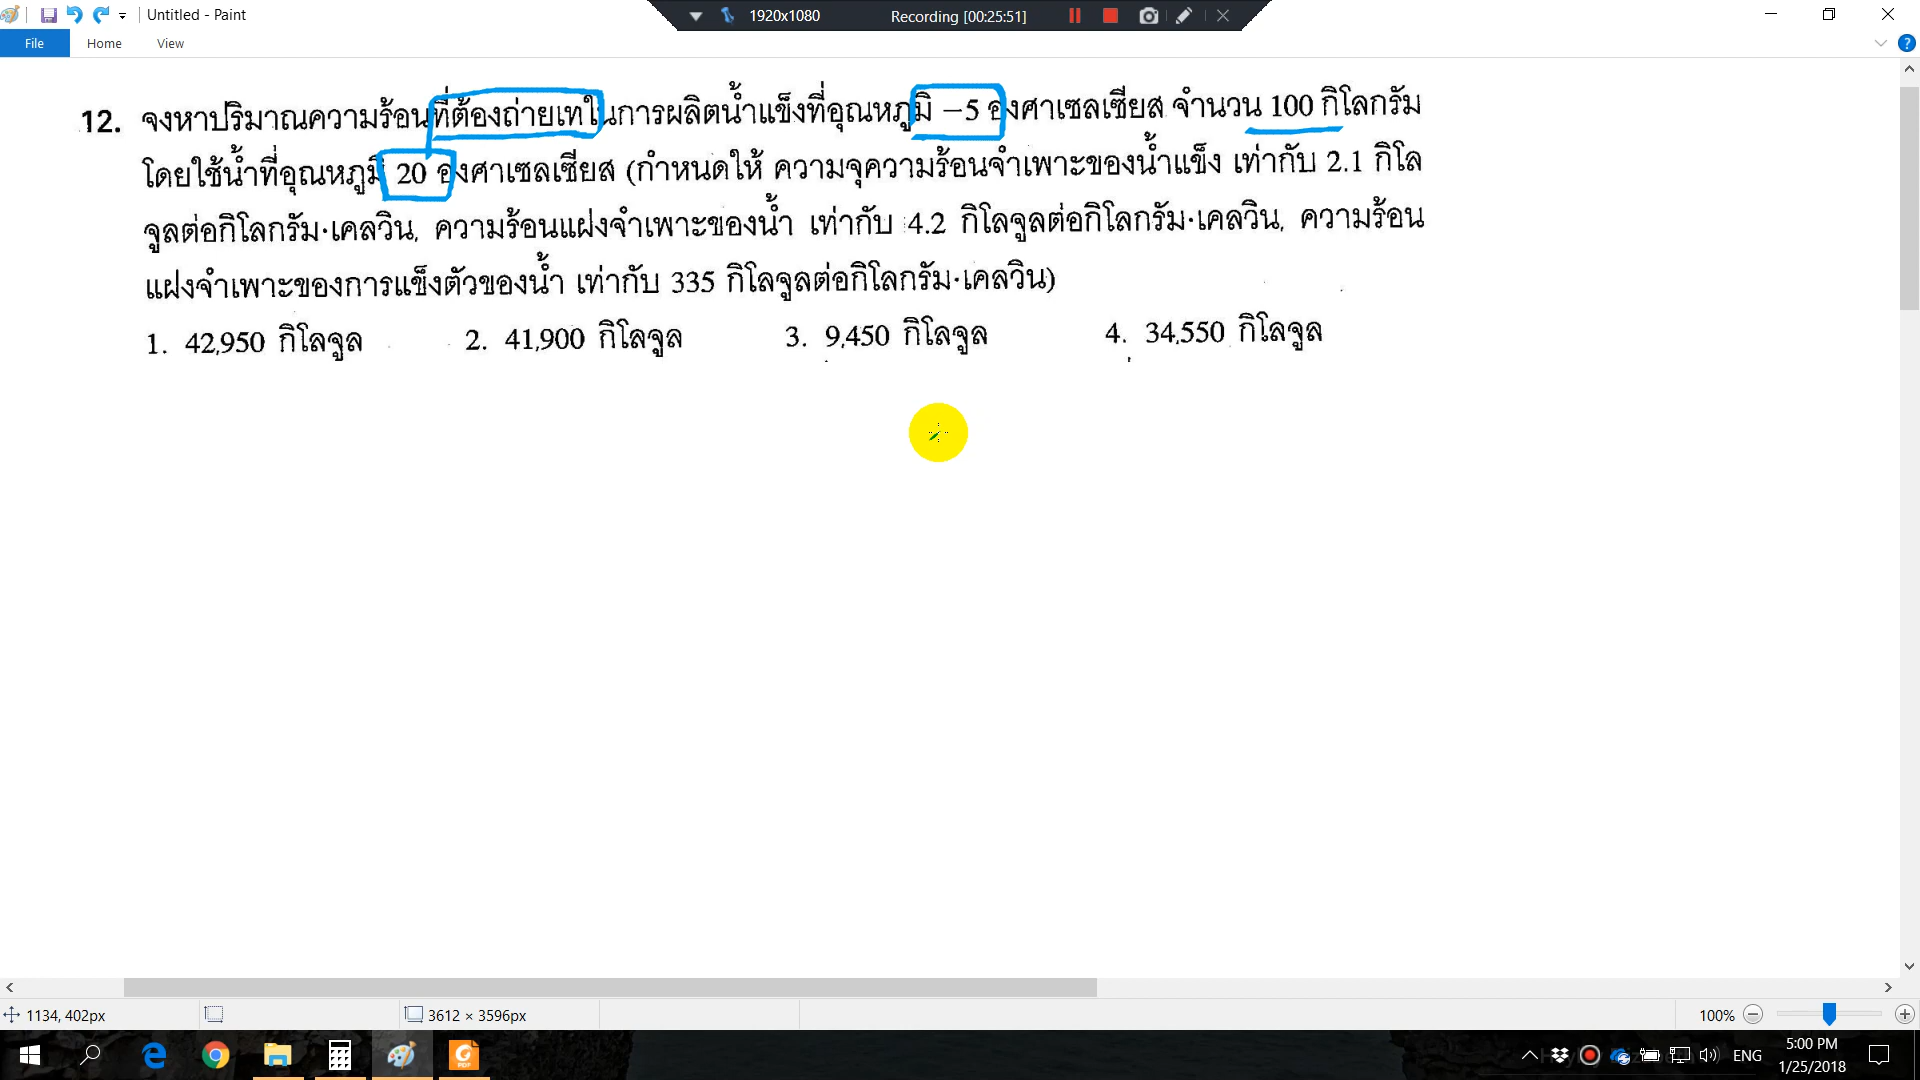 Untitled - Paint
1920x1080
Recording [00:25:51]
File Home View
12. จงหาปริมาณความร้อนที่ต้องถ่ายเทในการผลิตน้ำแข็งที่อุณหภูมิ –5 องศาเซลเซียส จำนวน 100 กิโลกรัม
โดยใช้น้ำที่อุณหภูมิ 20 องศาเซลเซียส (กำหนดให้ ความจุความร้อนจำเพาะของน้ำแข็ง เท่ากับ 2.1 กิโล
จูลต่อกิโลกรัม·เคลวิน, ความร้อนแฝงจำเพาะของน้ำ เท่ากับ 4.2 กิโลจูลต่อกิโลกรัม·เคลวิน, ความร้อน
แฝงจำเพาะของการแข็งตัวของน้ำ เท่ากับ 335 กิโลจูลต่อกิโลกรัม·เคลวิน)
1. 42,950 กิโลจูล 2. 41,900 กิโลจูล 3. 9,450 กิโลจูล 4. 34,550 กิโลจูล
1134, 402px
3612 × 3596px
100%
ENG
5:00 PM
1/25/2018